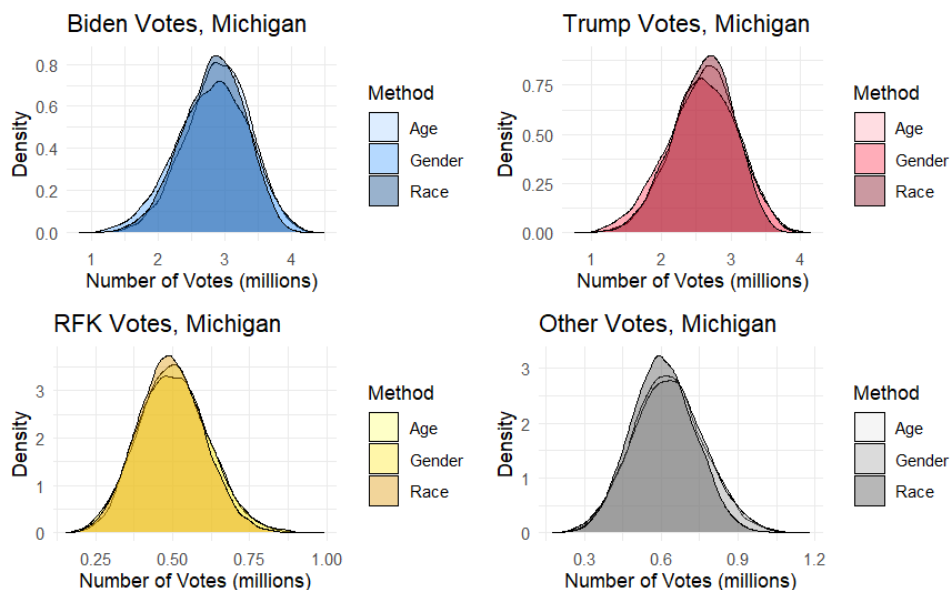 Biden Votes, Michigan
Density
0.8
0.6
0.4
0.2
0.0
1 2 3 4
Number of Votes (millions)
Method
Age
Gender
Race
Trump Votes, Michigan
Density
0.75
0.50
0.25
0.00
1 2 3 4
Number of Votes (millions)
Method
Age
Gender
Race
RFK Votes, Michigan
Density
3
2
1
0
0.25 0.50 0.75 1.00
Number of Votes (millions)
Method
Age
Gender
Race
Other Votes, Michigan
Density
3
2
1
0
0.3 0.6 0.9 1.2
Number of Votes (millions)
Method
Age
Gender
Race